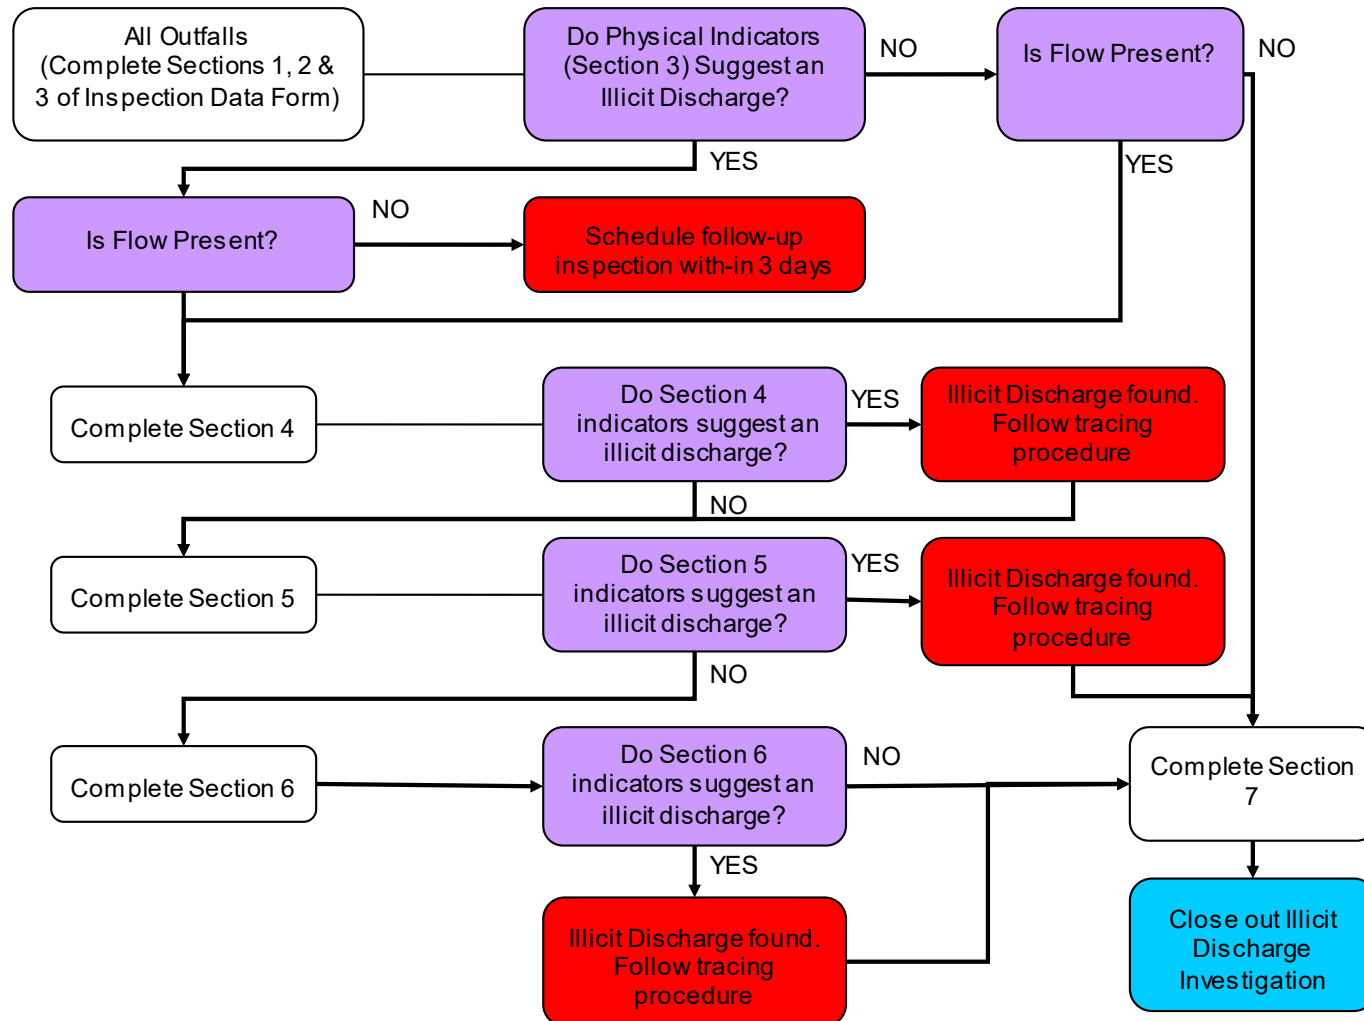 All Outfalls
(Complete Sections 1, 2 &
3 of Inspection Data Form)
Do Physical Indicators
(Section 3) Suggest an
Illicit Discharge?
NO
Is Flow Present?
NO
YES
YES
Is Flow Present?
NO
Schedule follow-up
inspection with-in 3 days
Complete Section 4
Do Section 4
indicators suggest an
illicit discharge?
YES
Illicit Discharge found.
Follow tracing
procedure
NO
Complete Section 5
Do Section 5
indicators suggest an
illicit discharge?
YES
Illicit Discharge found.
Follow tracing
procedure
NO
Complete Section 6
Do Section 6
indicators suggest an
illicit discharge?
NO
Complete Section
7
YES
Illicit Discharge found.
Follow tracing
procedure
Close out Illicit
Discharge
Investigation